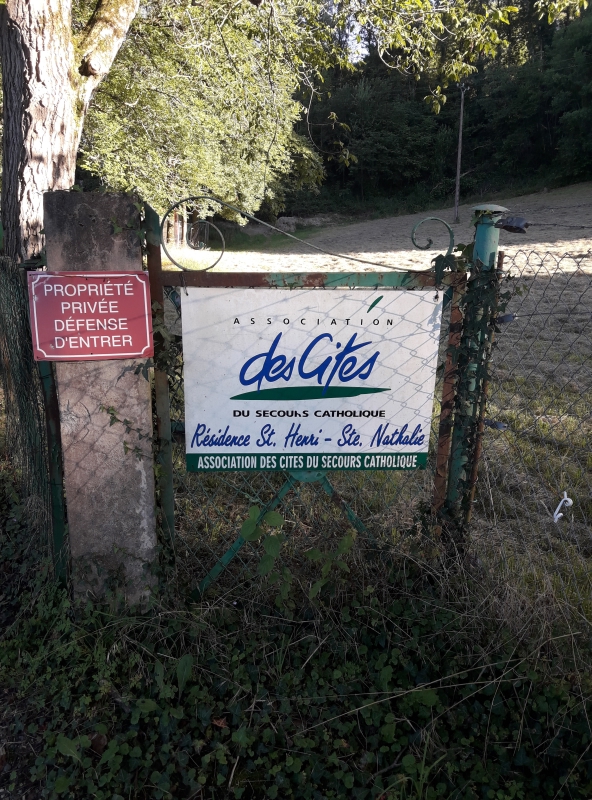 PROPRIÉTÉ
PRIVÉE
DÉFENSE
D'ENTRER
ASSOCIATION
des Cités
DU SECOURS CATHOLIQUE
Résidence St. Henri - Ste. Nathalie
ASSOCIATION DES CITES DU SECOURS CATHOLIQUE